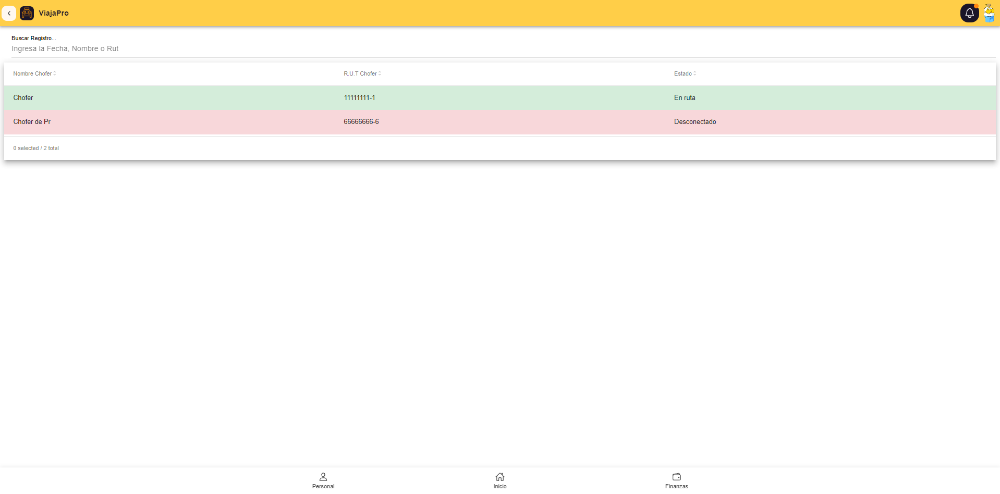 ViajaPro
Buscar Registro...
Ingresa la Fecha, Nombre o Rut
Nombre Chofer R.U.T Chofer Estado
Chofer 11111111-1 En ruta
Chofer de Pr 66666666-6 Desconectado
0 selected / 2 total
Personal Inicio Finanzas